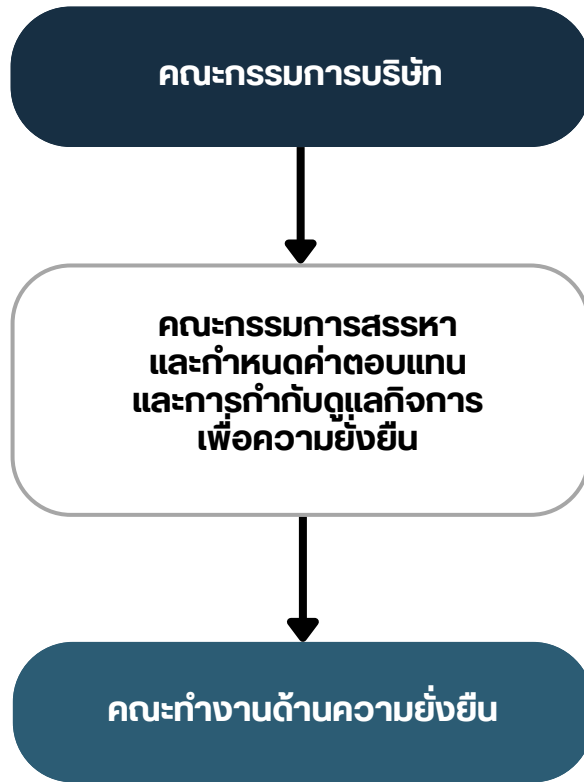 คณะกรรมการบริษัท
คณะกรรมการสรรหา
และกำหนดค่าตอบแทน
และการกำกับดูแลกิจการ
เพื่อความยั่งยืน
คณะทำงานด้านความยั่งยืน